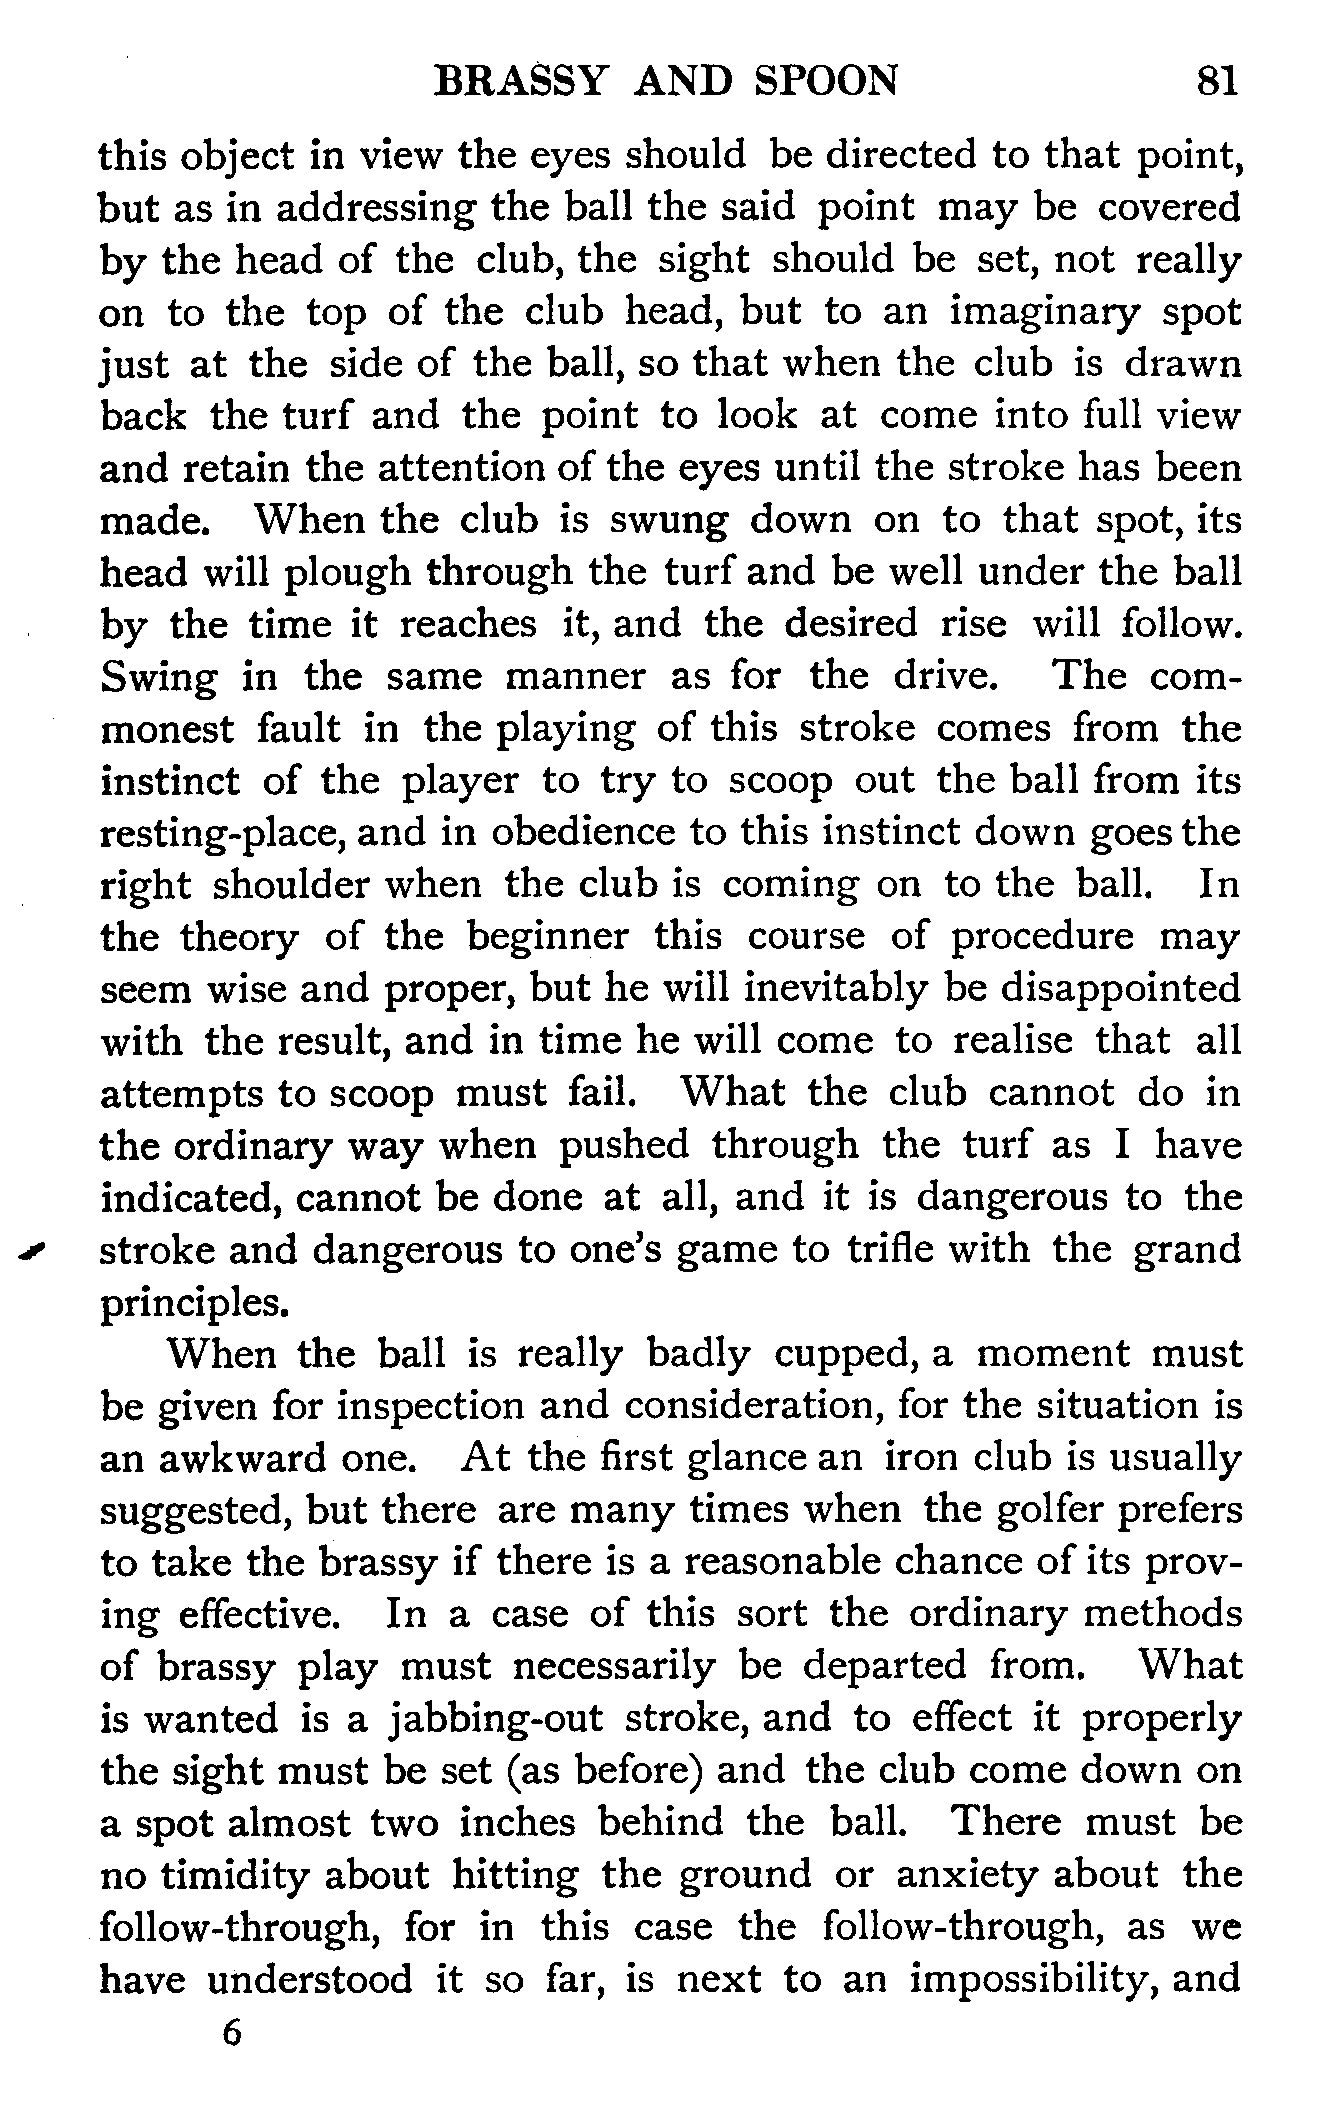 BRASSY AND SPOON 81
this object in view the eyes should be directed to that point,
but as in addressing the ball the said point may be covered
by the head of the club, the sight should be set, not really
on to the top of the club head, but to an imaginary spot
just at the side of the ball, so that when the club is drawn
back the turf and the point to look at come into full view
and retain the attention of the eyes until the stroke has been
made. When the club is swung down on to that spot, its
head will plough through the turf and be well under the ball
by the time it reaches it, and the desired rise will follow.
Swing in the same manner as for the drive. The com-
monest fault in the playing of this stroke comes from the
instinct of the player to try to scoop out the ball from its
resting-place, and in obedience to this instinct down goes the
right shoulder when the club is coming on to the ball. In
the theory of the beginner this course of procedure may
seem wise and proper, but he will inevitably be disappointed
with the result, and in time he will come to realise that all
attempts to scoop must fail. What the club cannot do in
the ordinary way when pushed through the turf as I have
indicated, cannot be done at all, and it is dangerous to the
stroke and dangerous to one's game to trifle with the grand
principles.
When the ball is really badly cupped, a moment must
be given for inspection and consideration, for the situation is
an awkward one. At the first glance an iron club is usually
suggested, but there are many times when the golfer prefers
to take the brassy if there is a reasonable chance of its prov-
ing effective. In a case of this sort the ordinary methods
of brassy play must necessarily be departed from. What
is wanted is a jabbing-out stroke, and to effect it properly
the sight must be set (as before) and the club come down on
a spot almost two inches behind the ball. There must be
no timidity about hitting the ground or anxiety about the
follow-through, for in this case the follow-through, as we
have understood it so far, is next to an impossibility, and
6